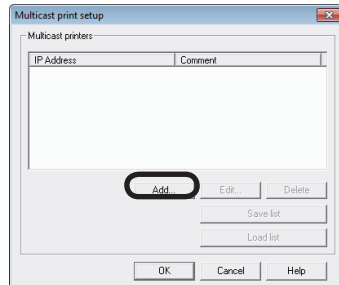 Multicast print setup
Multicast printers
IP Address Comment
Add... Edit... Delete
Save list
Load list
OK Cancel Help